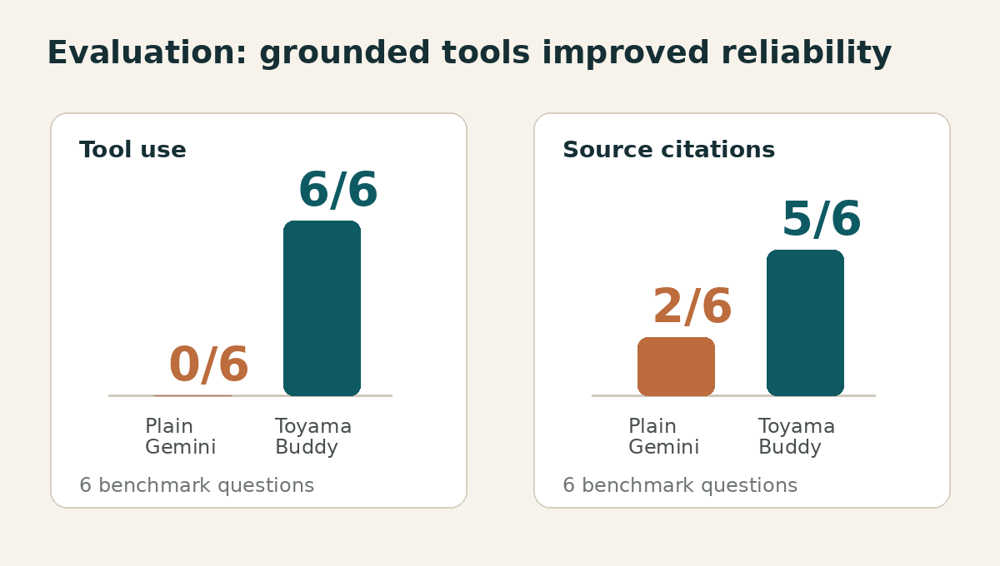 Evaluation: grounded tools improved reliability
Tool use
6/6
0/6
Plain
Gemini
Toyama
Buddy
6 benchmark questions
Source citations
5/6
2/6
Plain
Gemini
Toyama
Buddy
6 benchmark questions